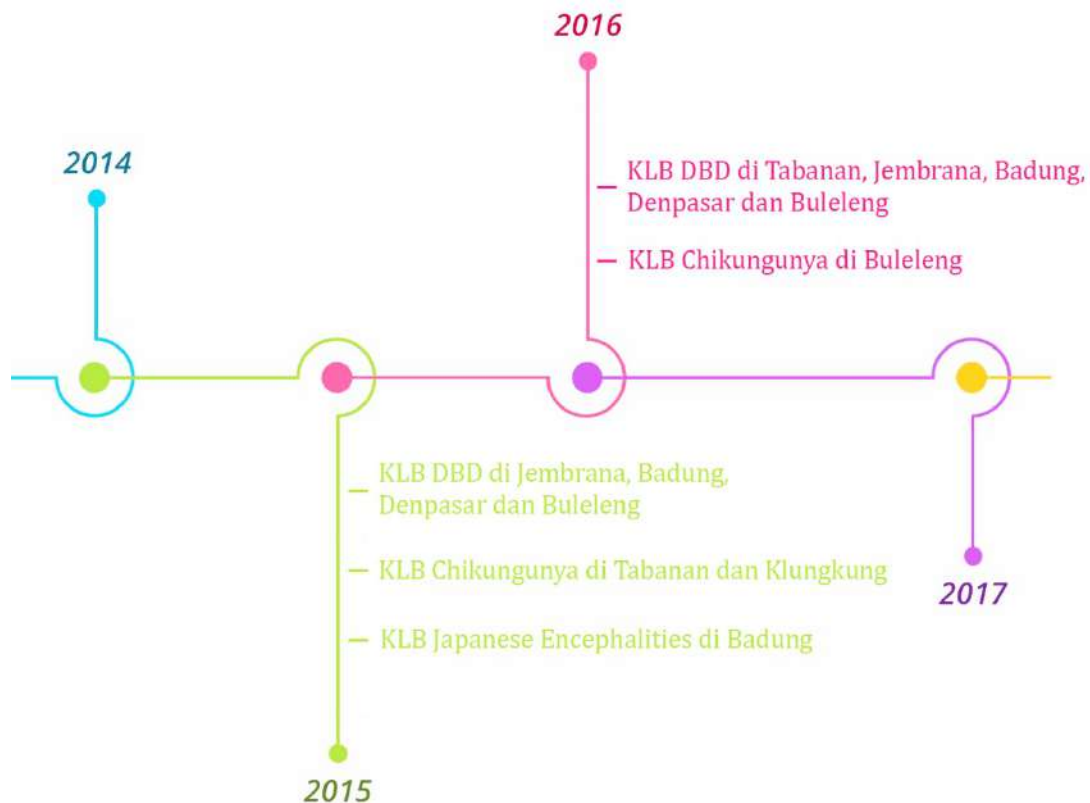 2016
2014
KLB DBD di Tabanan, Jembrana, Badung,
Denpasar dan Buleleng
KLB Chikungunya di Buleleng
KLB DBD di Jembrana, Badung,
Denpasar dan Buleleng
KLB Chikungunya di Tabanan dan Klungkung
KLB Japanese Encephalities di Badung
2017
2015